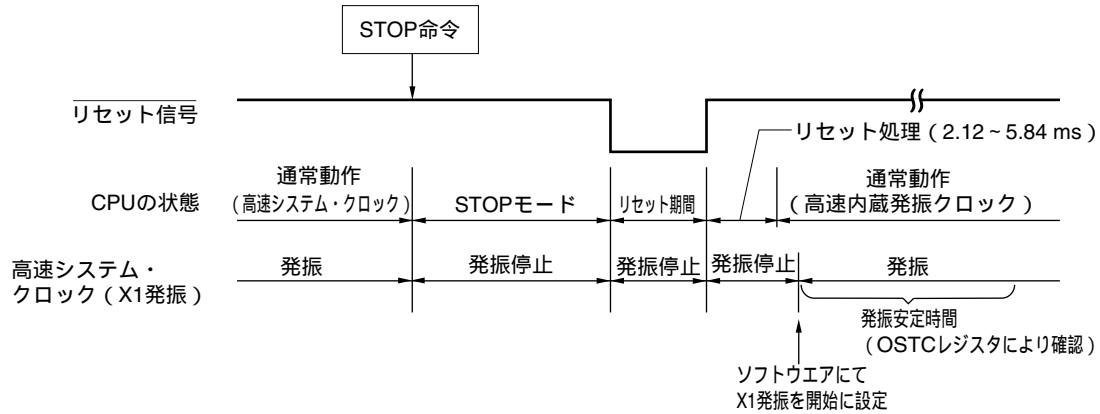 STOP命令
リセット信号
リセット処理（2.12～5.84 ms）
CPUの状態
通常動作
（高速システム・クロック）
STOPモード
リセット期間
通常動作
（高速内蔵発振クロック）
高速システム・
クロック（X1発振）
発振
発振停止
発振停止
発振停止
発振
発振安定時間
（OSTCレジスタにより確認）
ソフトウエアにて
X1発振を開始に設定